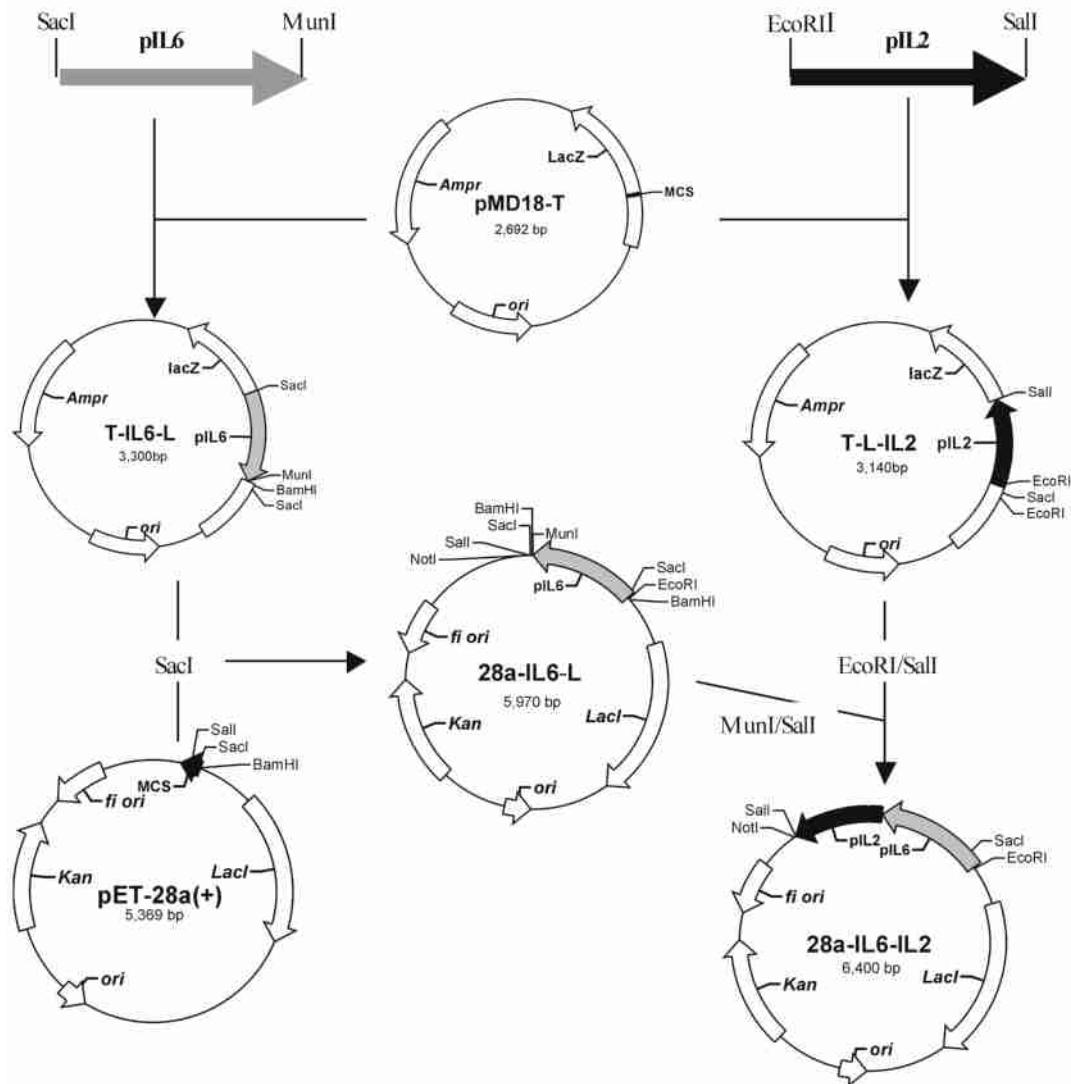 SacI
pIL6
MunI
EcoRII
pIL2
SalI
LacZ
MCS
Ampr
pMD18-T
2,692 bp
ori
lacZ
SacI
Ampr
T-IL6-L
pIL6
3,300bp
MunI
BamHI
SacI
ori
lacZ
SalI
Ampr
T-L-IL2
pIL2
3,140bp
EcoRI
SacI
EcoRI
ori
BamHI
SacI
MunI
SalI
NotI
pIL6
SacI
EcoRI
BamHI
fi ori
28a-IL6-L
5,970 bp
Kan
LacI
ori
SacI
EcoRI/SalI
MunI/SalI
SalI
SacI
BamHI
MCS
fi ori
Kan
LacI
pET-28a(+)
5,369 bp
ori
SalI
NotI
pIL2
pIL6
SacI
EcoRI
fi ori
28a-IL6-IL2
6,400 bp
Kan
LacI
ori